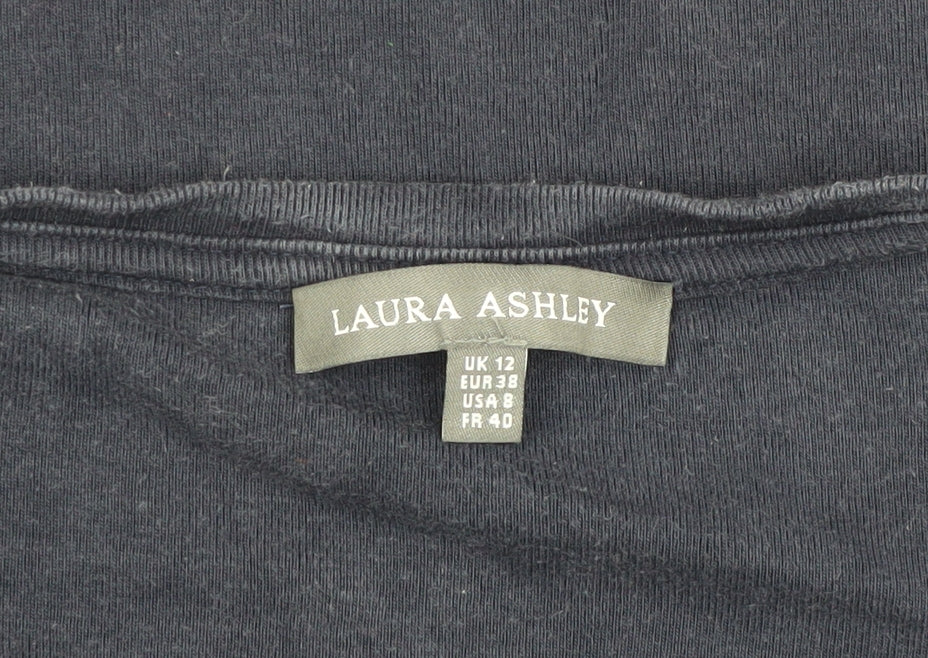 LAURA ASHLEY
UK 12
EUR 38
USA 8
FR 40